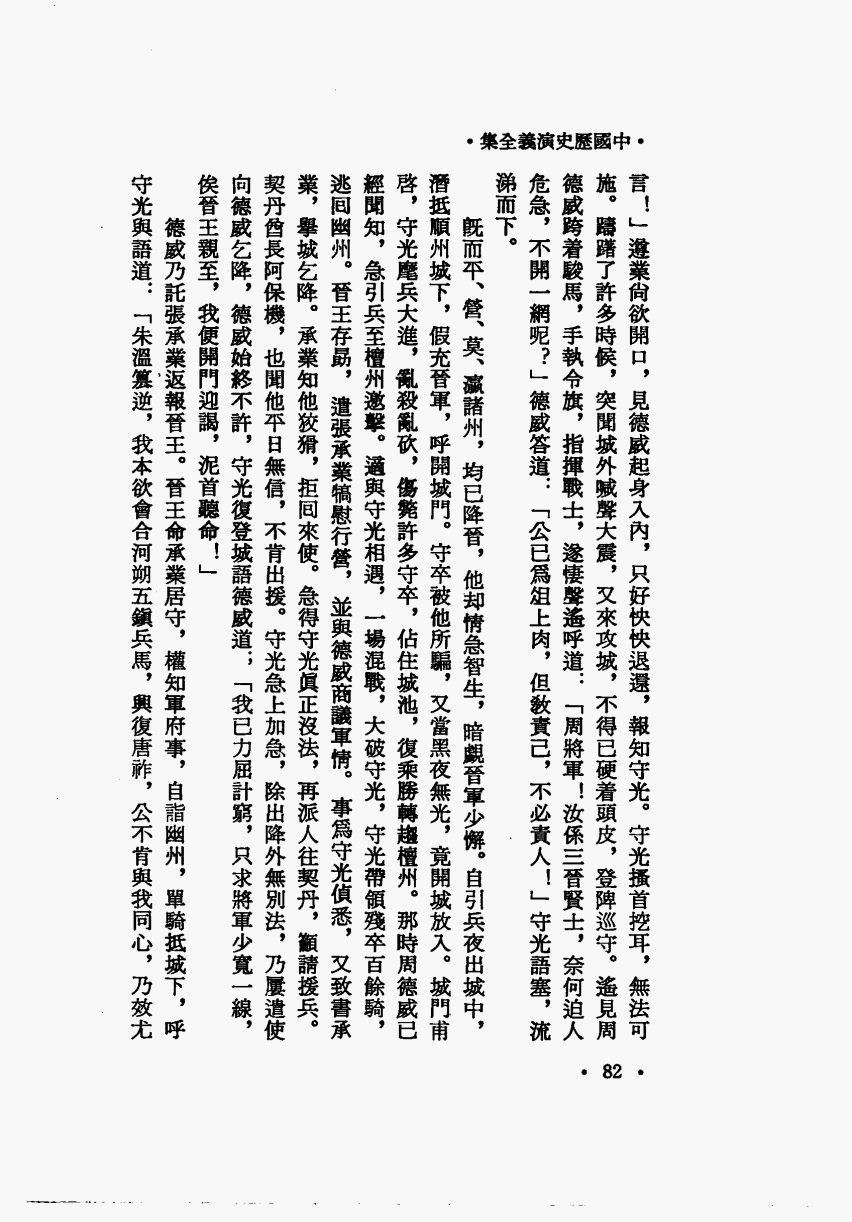 ·中國歷史演義全集·
言！」遵業尙欲開口，見德威起身入內，只好怏怏退還，報知守光。守光搔首挖耳，無法可
施。躊躇了許多時候，突聞城外喊聲大震，又來攻城，不得已硬着頭皮，登陴巡守。遙見周
德威跨着駿馬，手執令旗，指揮戰士，遂悽聲遙呼道：「周將軍！汝係三晉賢士，奈何迫人
危急，不開一網呢？」德威答道：「公已爲俎上肉，但敎責己，不必責人！」守光語塞，流
涕而下。
旣而平、營、莫、瀛諸州，均已降晉，他却情急智生，暗覷晉軍少懈。自引兵夜出城中，
潛抵順州城下，假充晉軍，呼開城門。守卒被他所騙，又當黑夜無光，竟開城放入。城門甫
啓，守光麾兵大進，亂殺亂砍，傷斃許多守卒，佔住城池，復乘勝轉趨檀州。那時周德威已
經聞知，急引兵至檀州邀擊。適與守光相遇，一場混戰，大破守光，守光帶領殘卒百餘騎，
逃囘幽州。晉王存勗，遣張承業犒慰行營，並與德威商議軍情。事爲守光偵悉，又致書承
業，擧城乞降。承業知他狡猾，拒囘來使。急得守光眞正沒法，再派人往契丹，籲請援兵。
契丹酋長阿保機，也聞他平日無信，不肯出援。守光急上加急，除出降外無別法，乃屢遣使
向德威乞降，德威始終不許，守光復登城語德威道：「我已力屈計窮，只求將軍少寬一線，
俟晉王親至，我便開門迎謁，泥首聽命！」
德威乃託張承業返報晉王。晉王命承業居守，權知軍府事，自詣幽州，單騎抵城下，呼
守光與語道：「朱溫篡逆，我本欲會合河朔五鎭兵馬，興復唐祚，公不肯與我同心，乃效尤
· 82 ·